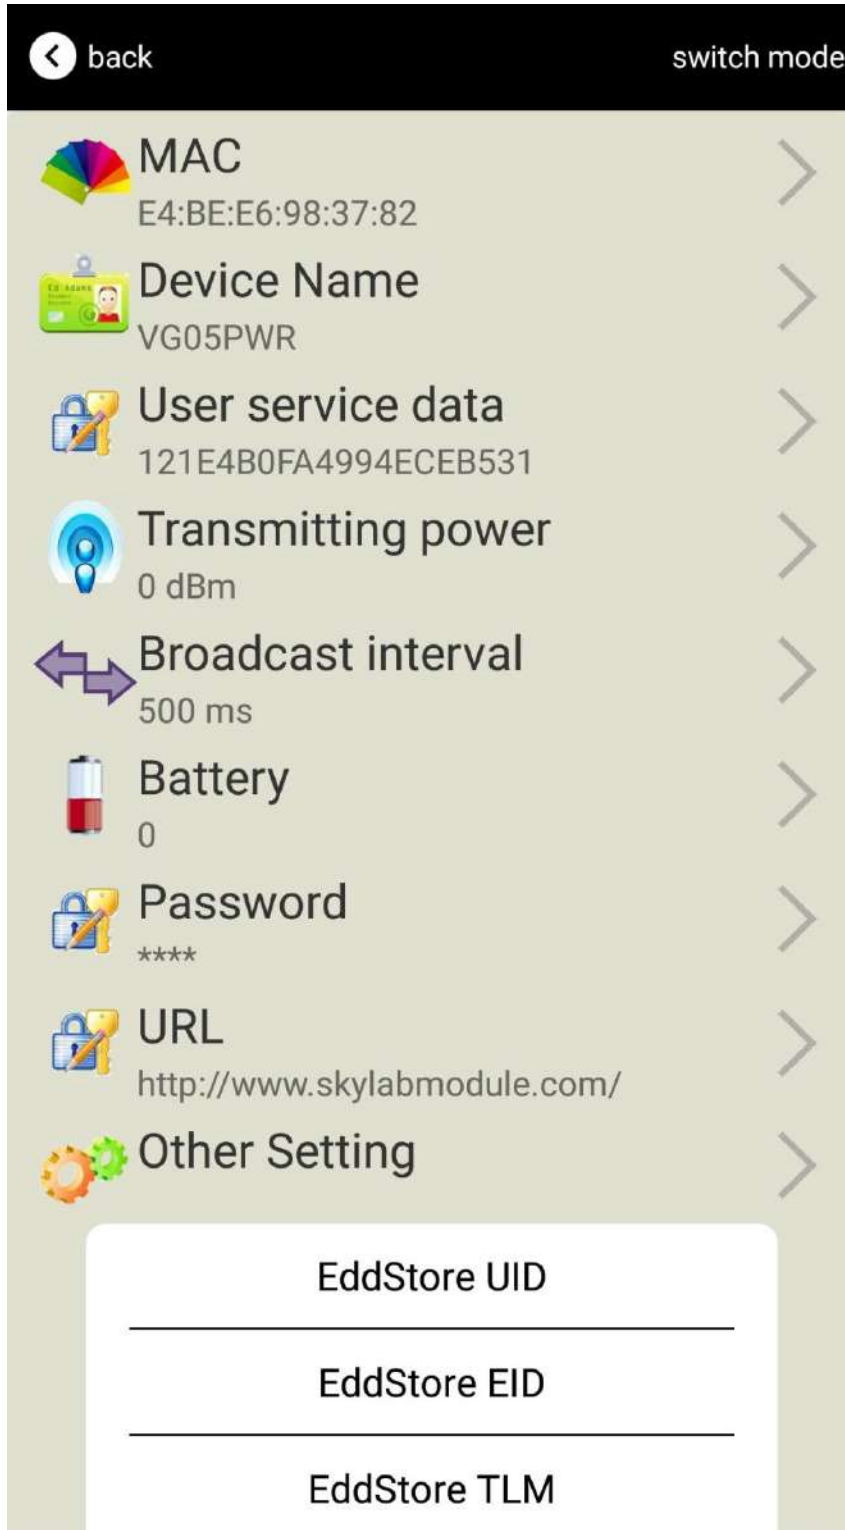 back
switch mode
MAC
E4:BE:E6:98:37:82
Device Name
VG05PWR
User service data
121E4B0FA4994ECEB531
Transmitting power
0 dBm
Broadcast interval
500 ms
Battery
0
Password
****
URL
http://www.skylabmodule.com/
Other Setting
EddStore UID
EddStore EID
EddStore TLM